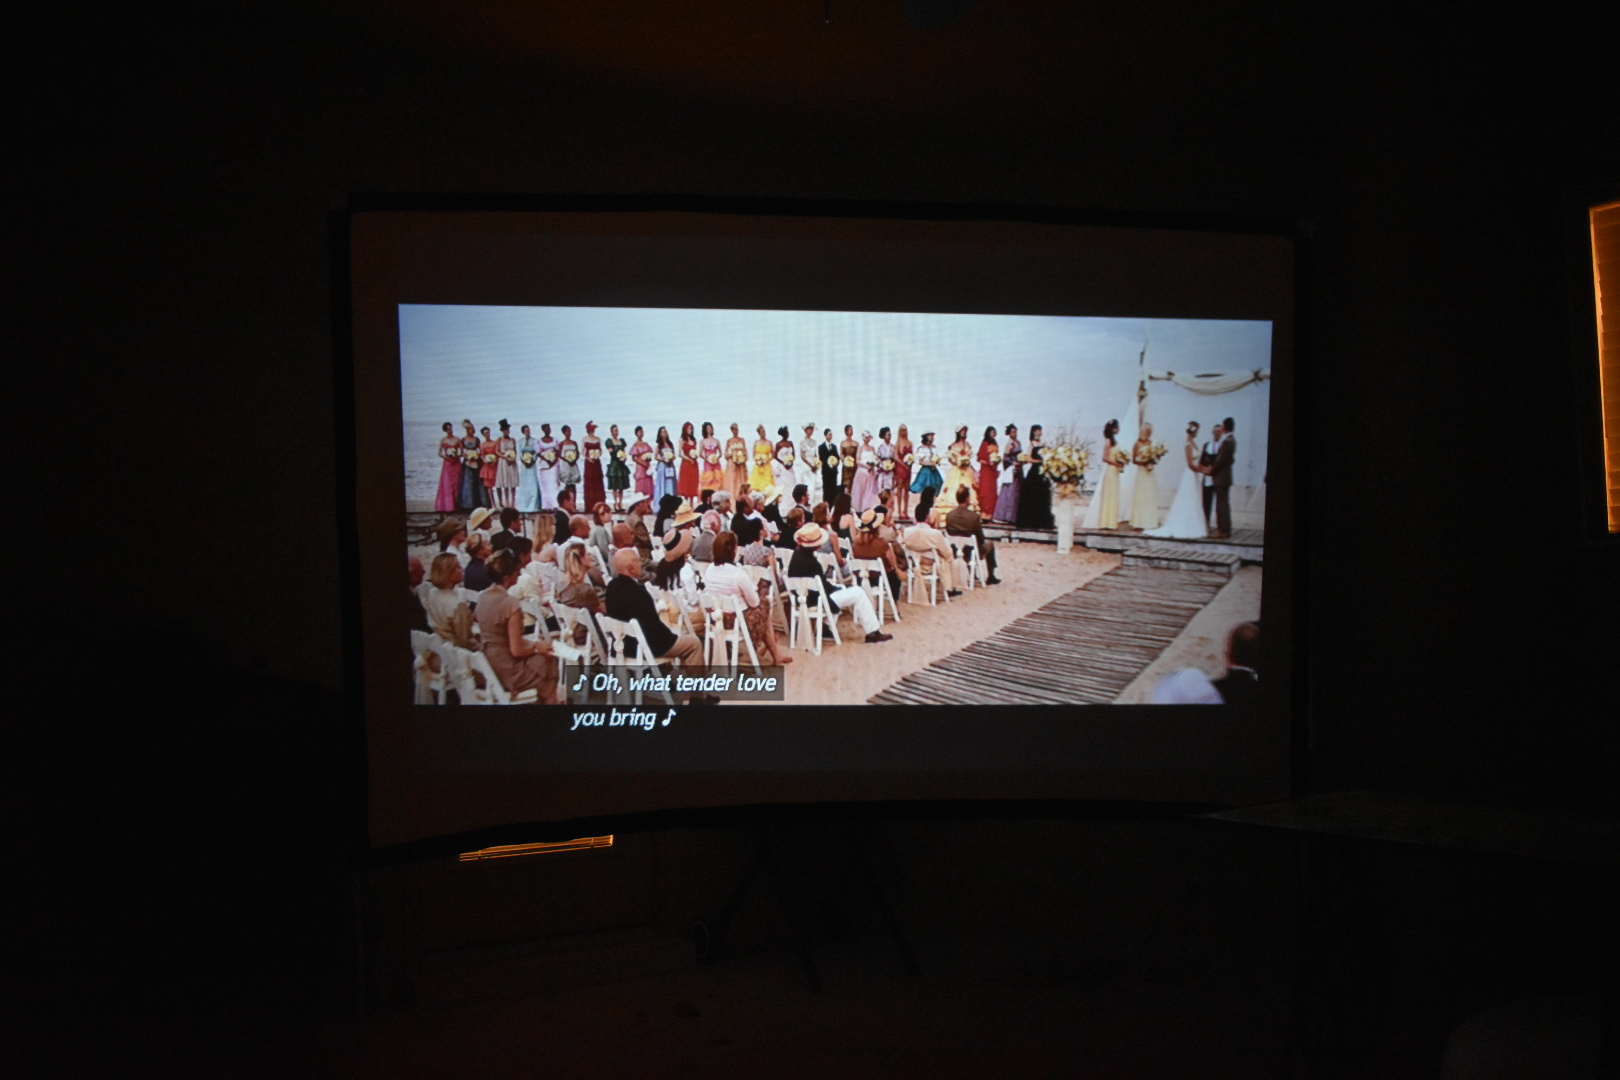 ♪ Oh, what tender love
you bring ♪